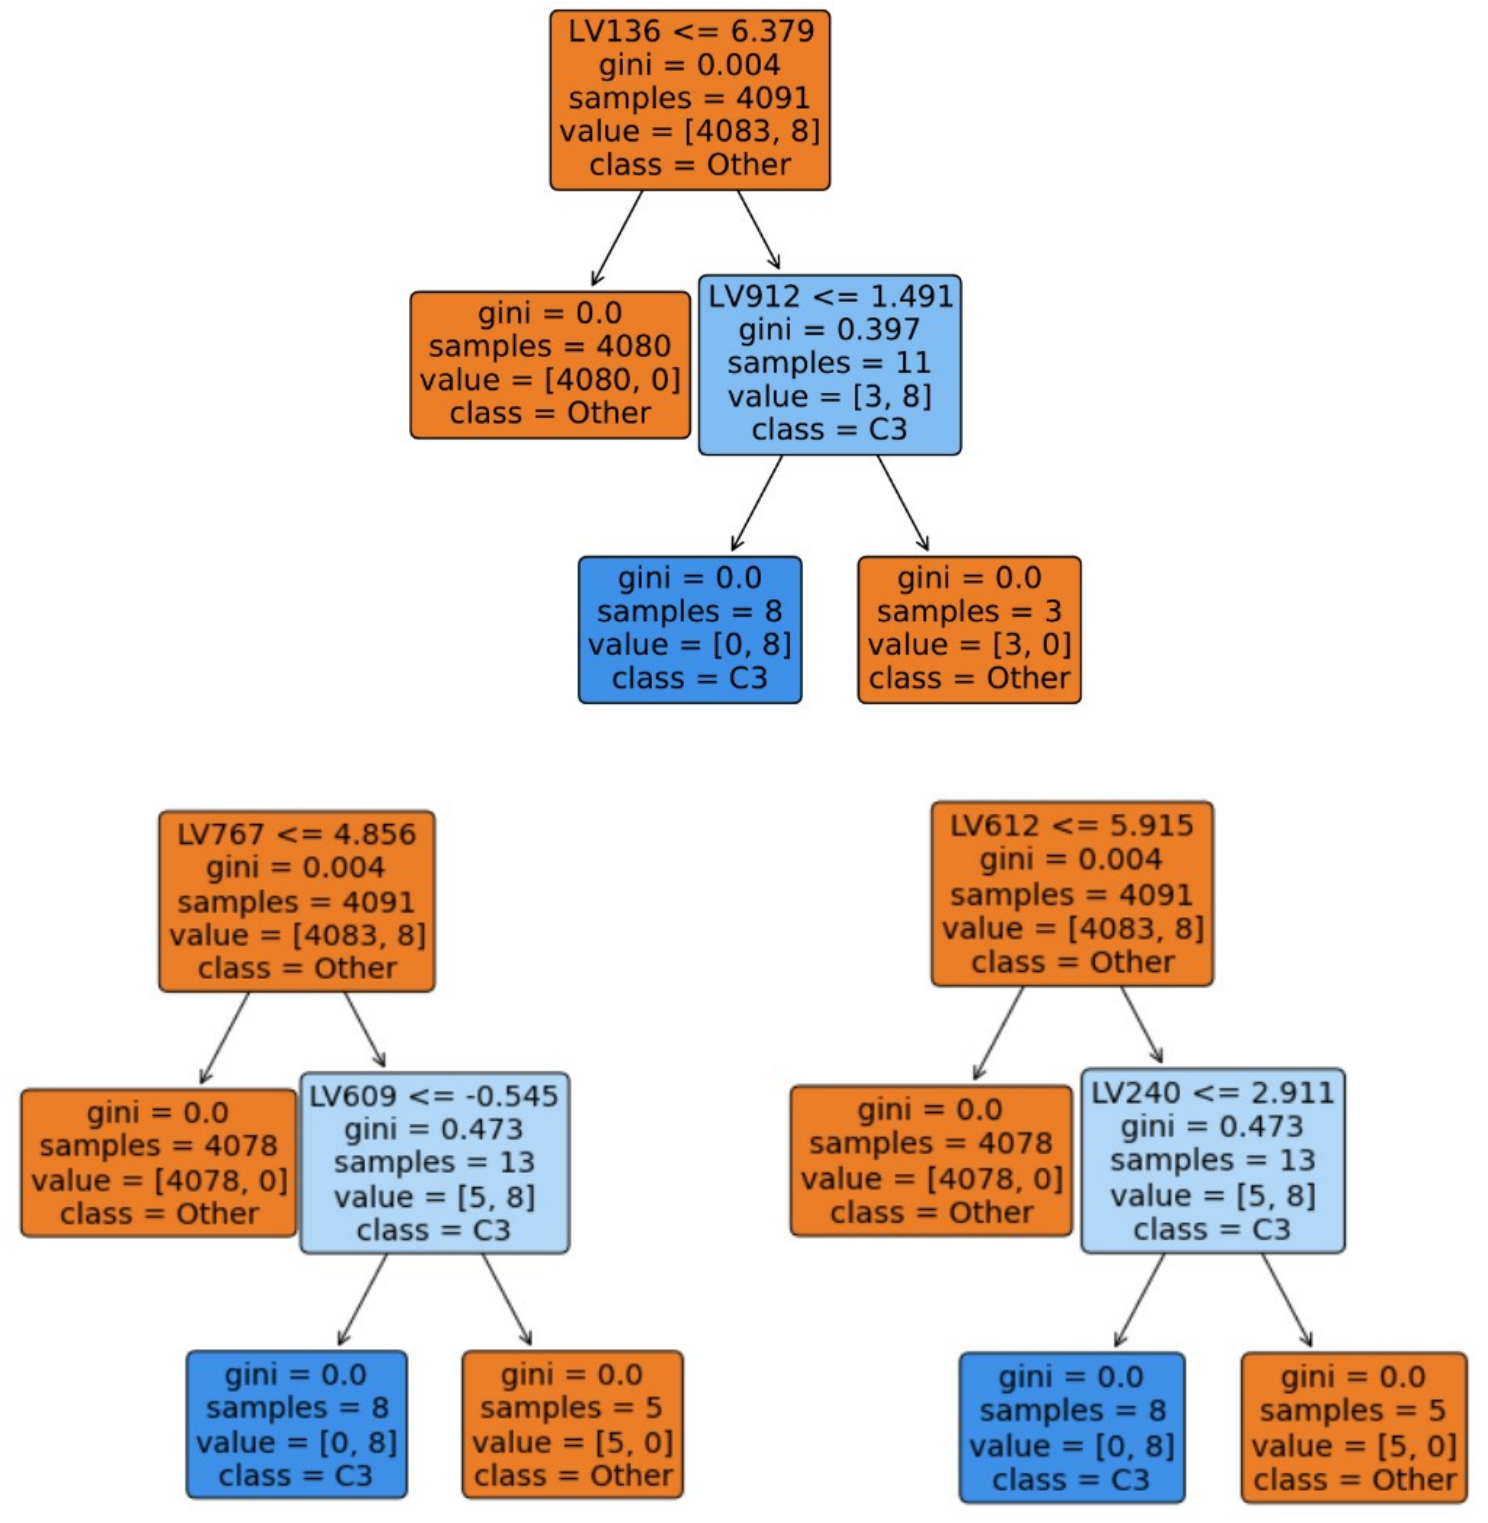 LV136 <= 6.379
gini = 0.004
samples = 4091
value = [4083, 8]
class = Other
gini = 0.0
samples = 4080
value = [4080, 0]
class = Other
LV912 <= 1.491
gini = 0.397
samples = 11
value = [3, 8]
class = C3
gini = 0.0
samples = 8
value = [0, 8]
class = C3
gini = 0.0
samples = 3
value = [3, 0]
class = Other
LV767 <= 4.856
gini = 0.004
samples = 4091
value = [4083, 8]
class = Other
gini = 0.0
samples = 4078
value = [4078, 0]
class = Other
LV609 <= -0.545
gini = 0.473
samples = 13
value = [5, 8]
class = C3
gini = 0.0
samples = 8
value = [0, 8]
class = C3
gini = 0.0
samples = 5
value = [5, 0]
class = Other
LV612 <= 5.915
gini = 0.004
samples = 4091
value = [4083, 8]
class = Other
gini = 0.0
samples = 4078
value = [4078, 0]
class = Other
LV240 <= 2.911
gini = 0.473
samples = 13
value = [5, 8]
class = C3
gini = 0.0
samples = 8
value = [0, 8]
class = C3
gini = 0.0
samples = 5
value = [5, 0]
class = Other